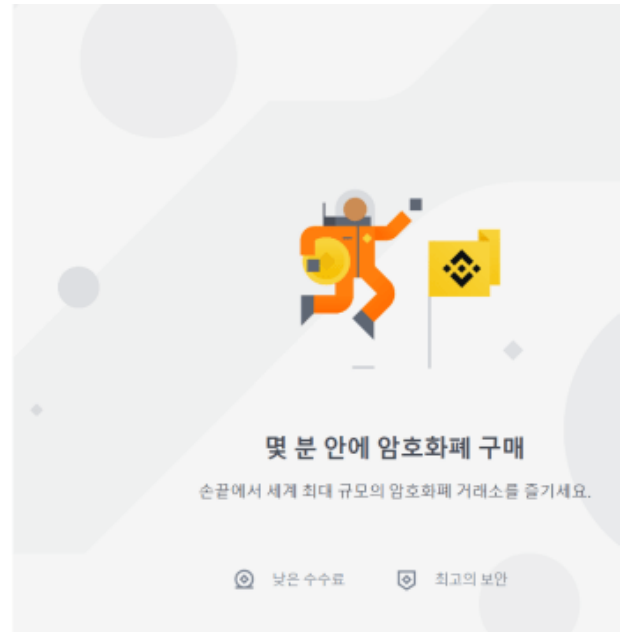 몇 분 안에 암호화폐 구매
손끝에서 세계 최대 규모의 암호화폐 거래소를 즐기세요.
낮은 수수료 최고의 보안